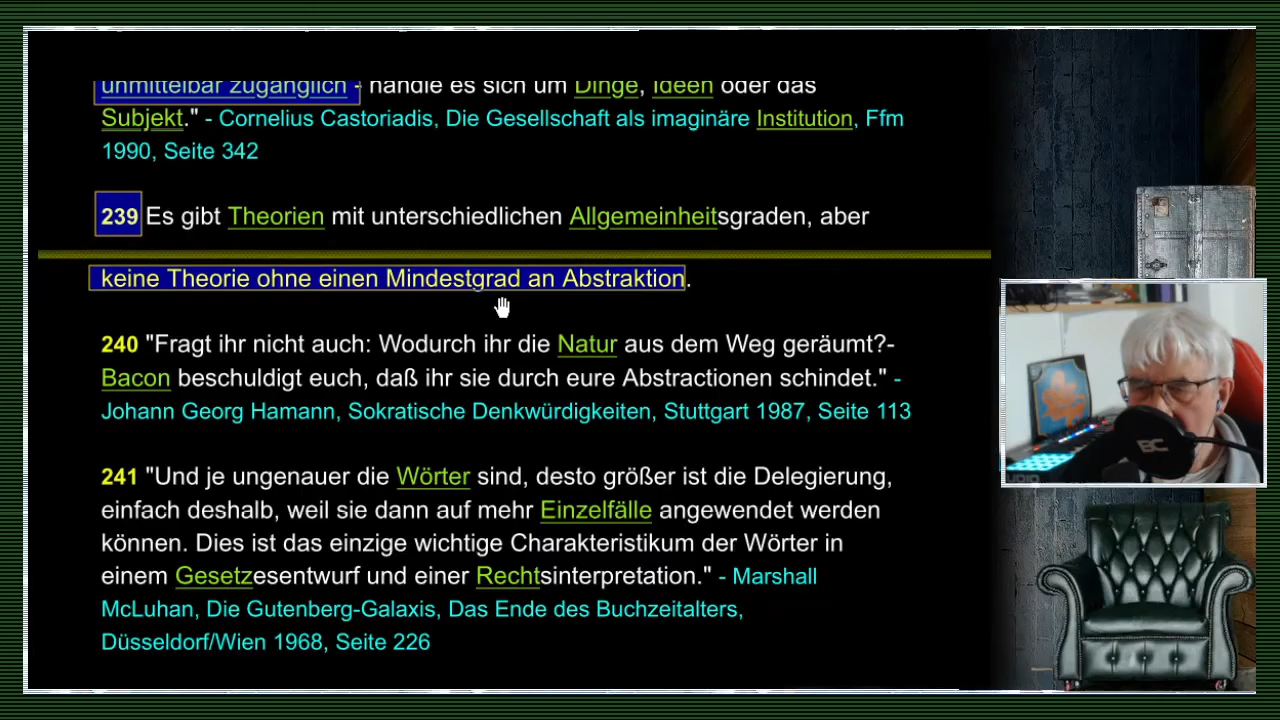 unmittelbar zugänglich - handle es sich um Dinge, Ideen oder das
Subjekt." - Cornelius Castoriadis, Die Gesellschaft als imaginäre Institution, Ffm
1990, Seite 342
239 Es gibt Theorien mit unterschiedlichen Allgemeinheitsgraden, aber
keine Theorie ohne einen Mindestgrad an Abstraktion.
240 "Fragt ihr nicht auch: Wodurch ihr die Natur aus dem Weg geräumt?-
Bacon beschuldigt euch, daß ihr sie durch eure Abstractionen schindet." -
Johann Georg Hamann, Sokratische Denkwürdigkeiten, Stuttgart 1987, Seite 113
241 "Und je ungenauer die Wörter sind, desto größer ist die Delegierung,
einfach deshalb, weil sie dann auf mehr Einzelfälle angewendet werden
können. Dies ist das einzige wichtige Charakteristikum der Wörter in
einem Gesetzesentwurf und einer Rechtsinterpretation." - Marshall
McLuhan, Die Gutenberg-Galaxis, Das Ende des Buchzeitalters,
Düsseldorf/Wien 1968, Seite 226